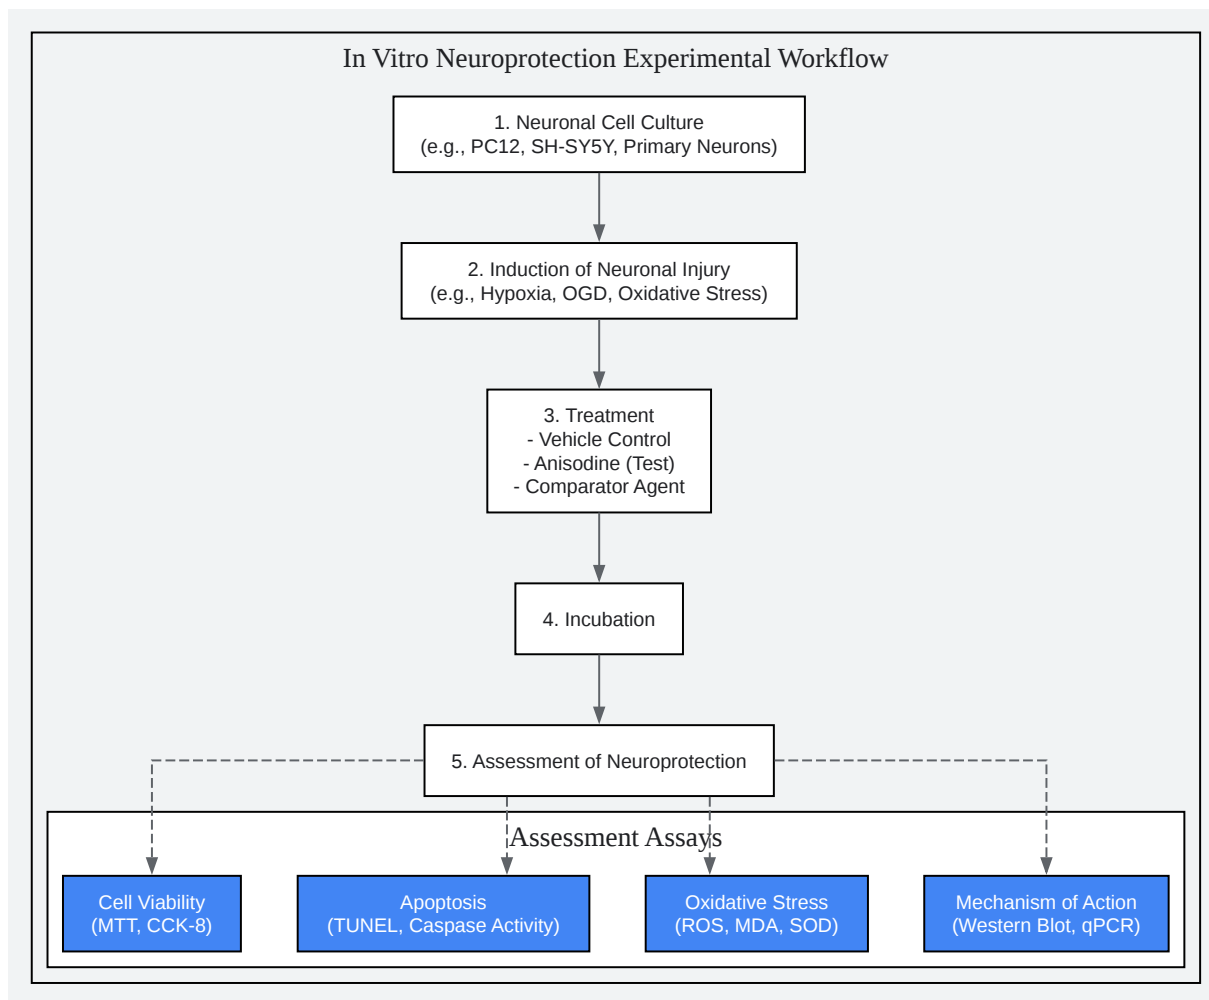 In Vitro Neuroprotection Experimental Workflow
1. Neuronal Cell Culture
(e.g., PC12, SH-SY5Y, Primary Neurons)
2. Induction of Neuronal Injury
(e.g., Hypoxia, OGD, Oxidative Stress)
3. Treatment
- Vehicle Control
- Anisodine (Test)
- Comparator Agent
4. Incubation
5. Assessment of Neuroprotection
Assessment Assays
Cell Viability
(MTT, CCK-8)
Apoptosis
(TUNEL, Caspase Activity)
Oxidative Stress
(ROS, MDA, SOD)
Mechanism of Action
(Western Blot, qPCR)